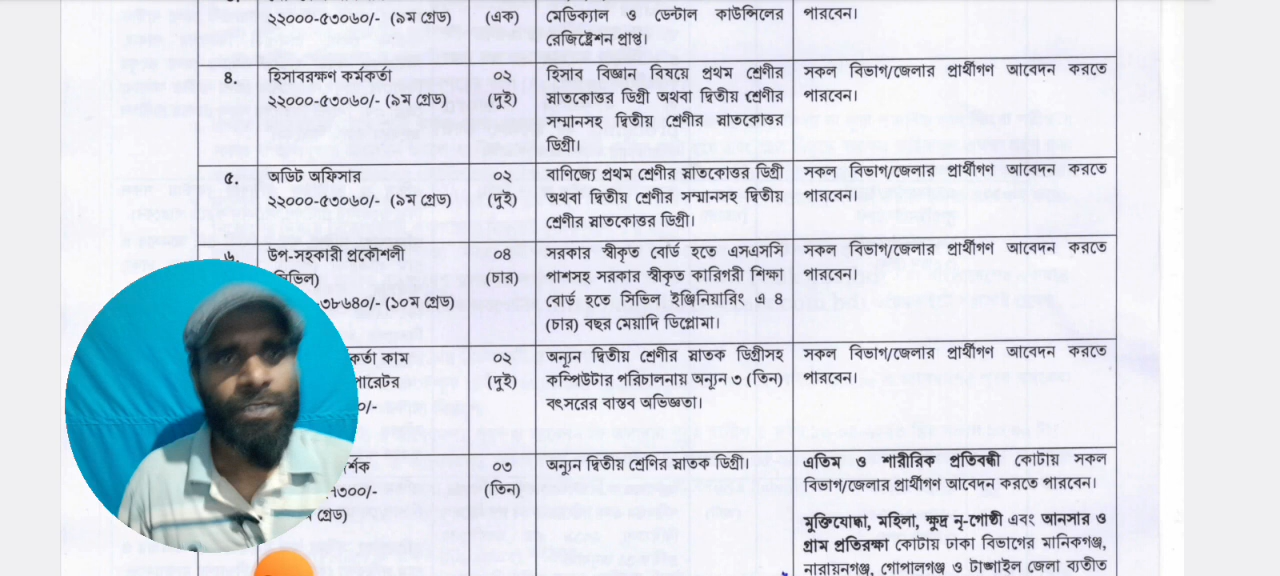 ২২০০০-৫৩০৬০/- (৯ম গ্রেড)
(এক)
মেডিক্যাল ও ডেন্টাল কাউন্সিলের
রেজিষ্ট্রেশন প্রাপ্ত।
পারবেন।
৪.
হিসাবরক্ষণ কর্মকর্তা
২২০০০-৫৩০৬০/- (৯ম গ্রেড)
০২
(দুই)
হিসাব বিজ্ঞান বিষয়ে প্রথম শ্রেণীর
স্নাতকোত্তর ডিগ্রী অথবা দ্বিতীয় শ্রেণীর
সম্মানসহ দ্বিতীয় শ্রেণীর স্নাতকোত্তর
ডিগ্রী।
সকল বিভাগ/জেলার প্রার্থীগণ আবেদন করতে
পারবেন।
৫.
অডিট অফিসার
২২০০০-৫৩০৬০/- (৯ম গ্রেড)
০২
(দুই)
বাণিজ্যে প্রথম শ্রেণীর স্নাতকোত্তর ডিগ্রী
অথবা দ্বিতীয় শ্রেণীর সম্মানসহ দ্বিতীয়
শ্রেণীর স্নাতকোত্তর ডিগ্রী।
সকল বিভাগ/জেলার প্রার্থীগণ আবেদন করতে
পারবেন।
৬.
উপ-সহকারী প্রকৌশলী
-৩৮৬৪০/- (১০ম গ্রেড)
০৪
(চার)
সরকার স্বীকৃত বোর্ড হতে এসএসসি
পাশসহ সরকার স্বীকৃত কারিগরী শিক্ষা
বোর্ড হতে সিভিল ইঞ্জিনিয়ারিং এ ৪
(চার) বছর মেয়াদি ডিপ্লোমা।
সকল বিভাগ/জেলার প্রার্থীগণ আবেদন করতে
পারবেন।
কাম
০২
(দুই)
অন্যূন দ্বিতীয় শ্রেণীর স্নাতক ডিগ্রীসহ
কম্পিউটার পরিচালনায় অন্যূন ৩ (তিন)
বৎসরের বাস্তব অভিজ্ঞতা।
সকল বিভাগ/জেলার প্রার্থীগণ আবেদন করতে
পারবেন।
গ্রেড)
০৩
(তিন)
অন্যূন দ্বিতীয় শ্রেণির স্নাতক ডিগ্রী।
এতিম ও শারীরিক প্রতিবন্ধী কোটায় সকল
বিভাগ/জেলার প্রার্থীগণ আবেদন করতে পারবেন।
মুক্তিযোদ্ধা, মহিলা, ক্ষুদ্র নৃ-গোষ্ঠী এবং আনসার ও
গ্রাম প্রতিরক্ষা কোটায় ঢাকা বিভাগের মানিকগঞ্জ,
নারায়নগঞ্জ, গোপালগঞ্জ ও টাঙ্গাইল জেলা ব্যতীত